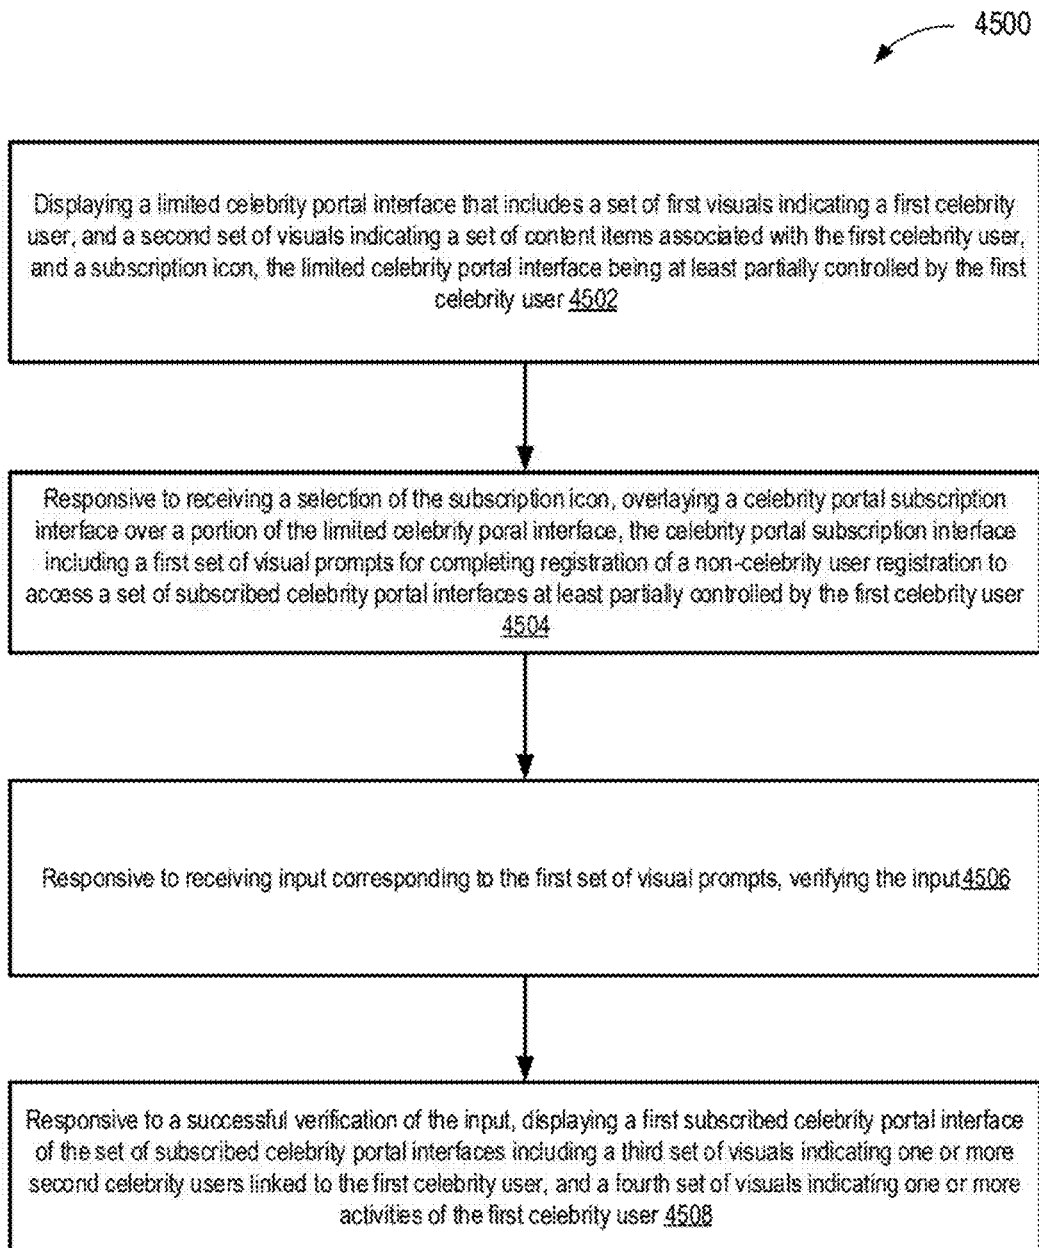 4500
Displaying a limited celebrity portal interface that includes a set of first visuals indicating a first celebrity
user, and a second set of visuals indicating a set of content items associated with the first celebrity user,
and a subscription icon, the limited celebrity portal interface being at least partially controlled by the first
celebrity user 4502
Responsive to receiving a selection of the subscription icon, overlaying a celebrity portal subscription
interface over a portion of the limited celebrity poral interface, the celebrity portal subscription interface
including a first set of visual prompts for completing registration of a non-celebrity user registration to
access a set of subscribed celebrity portal interfaces at least partially controlled by the first celebrity user
4504
Responsive to receiving input corresponding to the first set of visual prompts, verifying the input 4506
Responsive to a successful verification of the input, displaying a first subscribed celebrity portal interface
of the set of subscribed celebrity portal interfaces including a third set of visuals indicating one or more
second celebrity users linked to the first celebrity user, and a fourth set of visuals indicating one or more
activities of the first celebrity user 4508